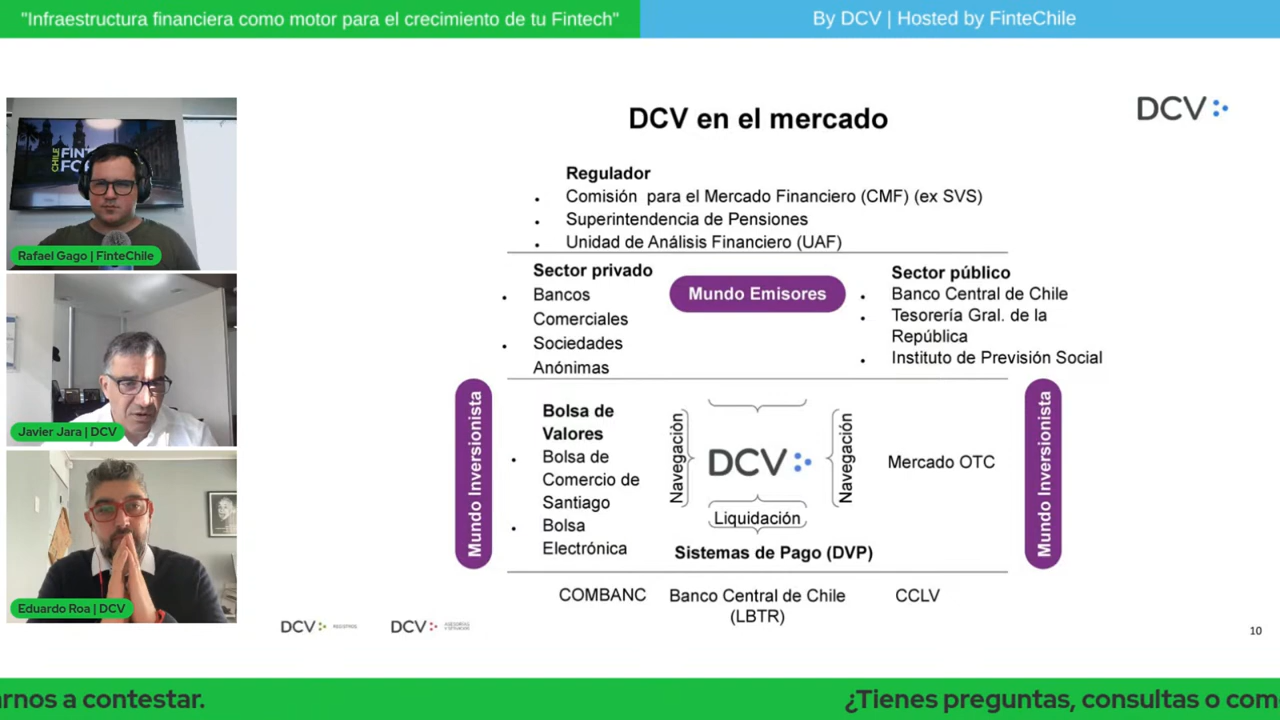 "Infraestructura financiera como motor para el crecimiento de tu Fintech"
By DCV | Hosted by FinteChile
DCV en el mercado
DCV
Regulador
Comisión para el Mercado Financiero (CMF) (ex SVS)
Superintendencia de Pensiones
Unidad de Análisis Financiero (UAF)
Sector privado
Bancos
Comerciales
Sociedades
Anónimas
Mundo Emisores
Sector público
Banco Central de Chile
Tesorería Gral. de la
República
Instituto de Previsión Social
Mundo Inversionista
Bolsa de
Valores
Bolsa de
Comercio de
Santiago
Bolsa
Electrónica
Navegación
DCV
Navegación
Liquidación
Sistemas de Pago (DVP)
Mercado OTC
Mundo Inversionista
COMBANC
Banco Central de Chile
(LBTR)
CCLV
DCV REGISTROS
DCV
10
CHILE
FIN
Rafael Gago | FinteChile
Javier Jara | DCV
Eduardo Roa | DCV
rnos a contestar.
¿Tienes preguntas, consultas o com